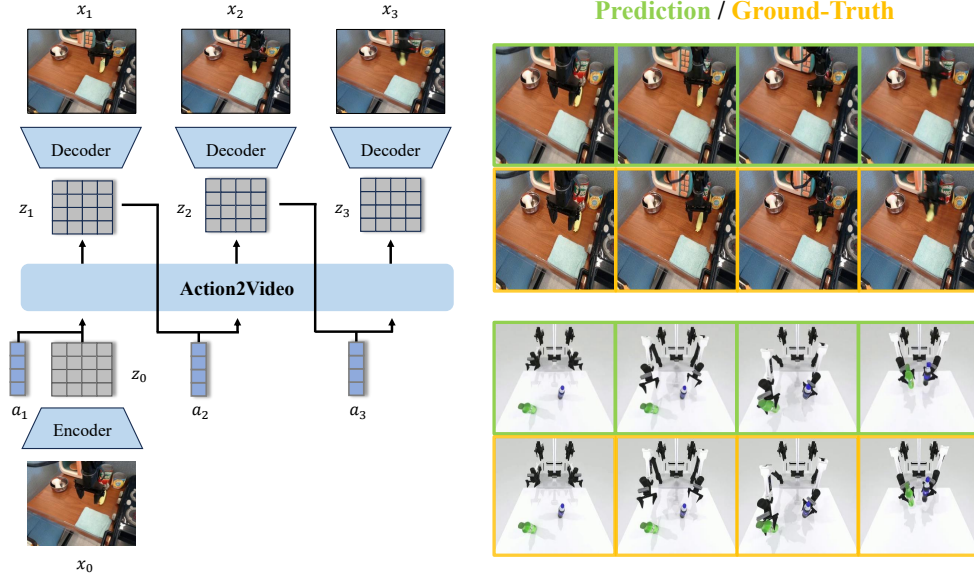 x₁ x₂ x₃
Prediction / Ground-Truth
Decoder Decoder Decoder
z₁ z₂ z₃
Action2Video
z₀
a₁ a₂ a₃
Encoder
x₀